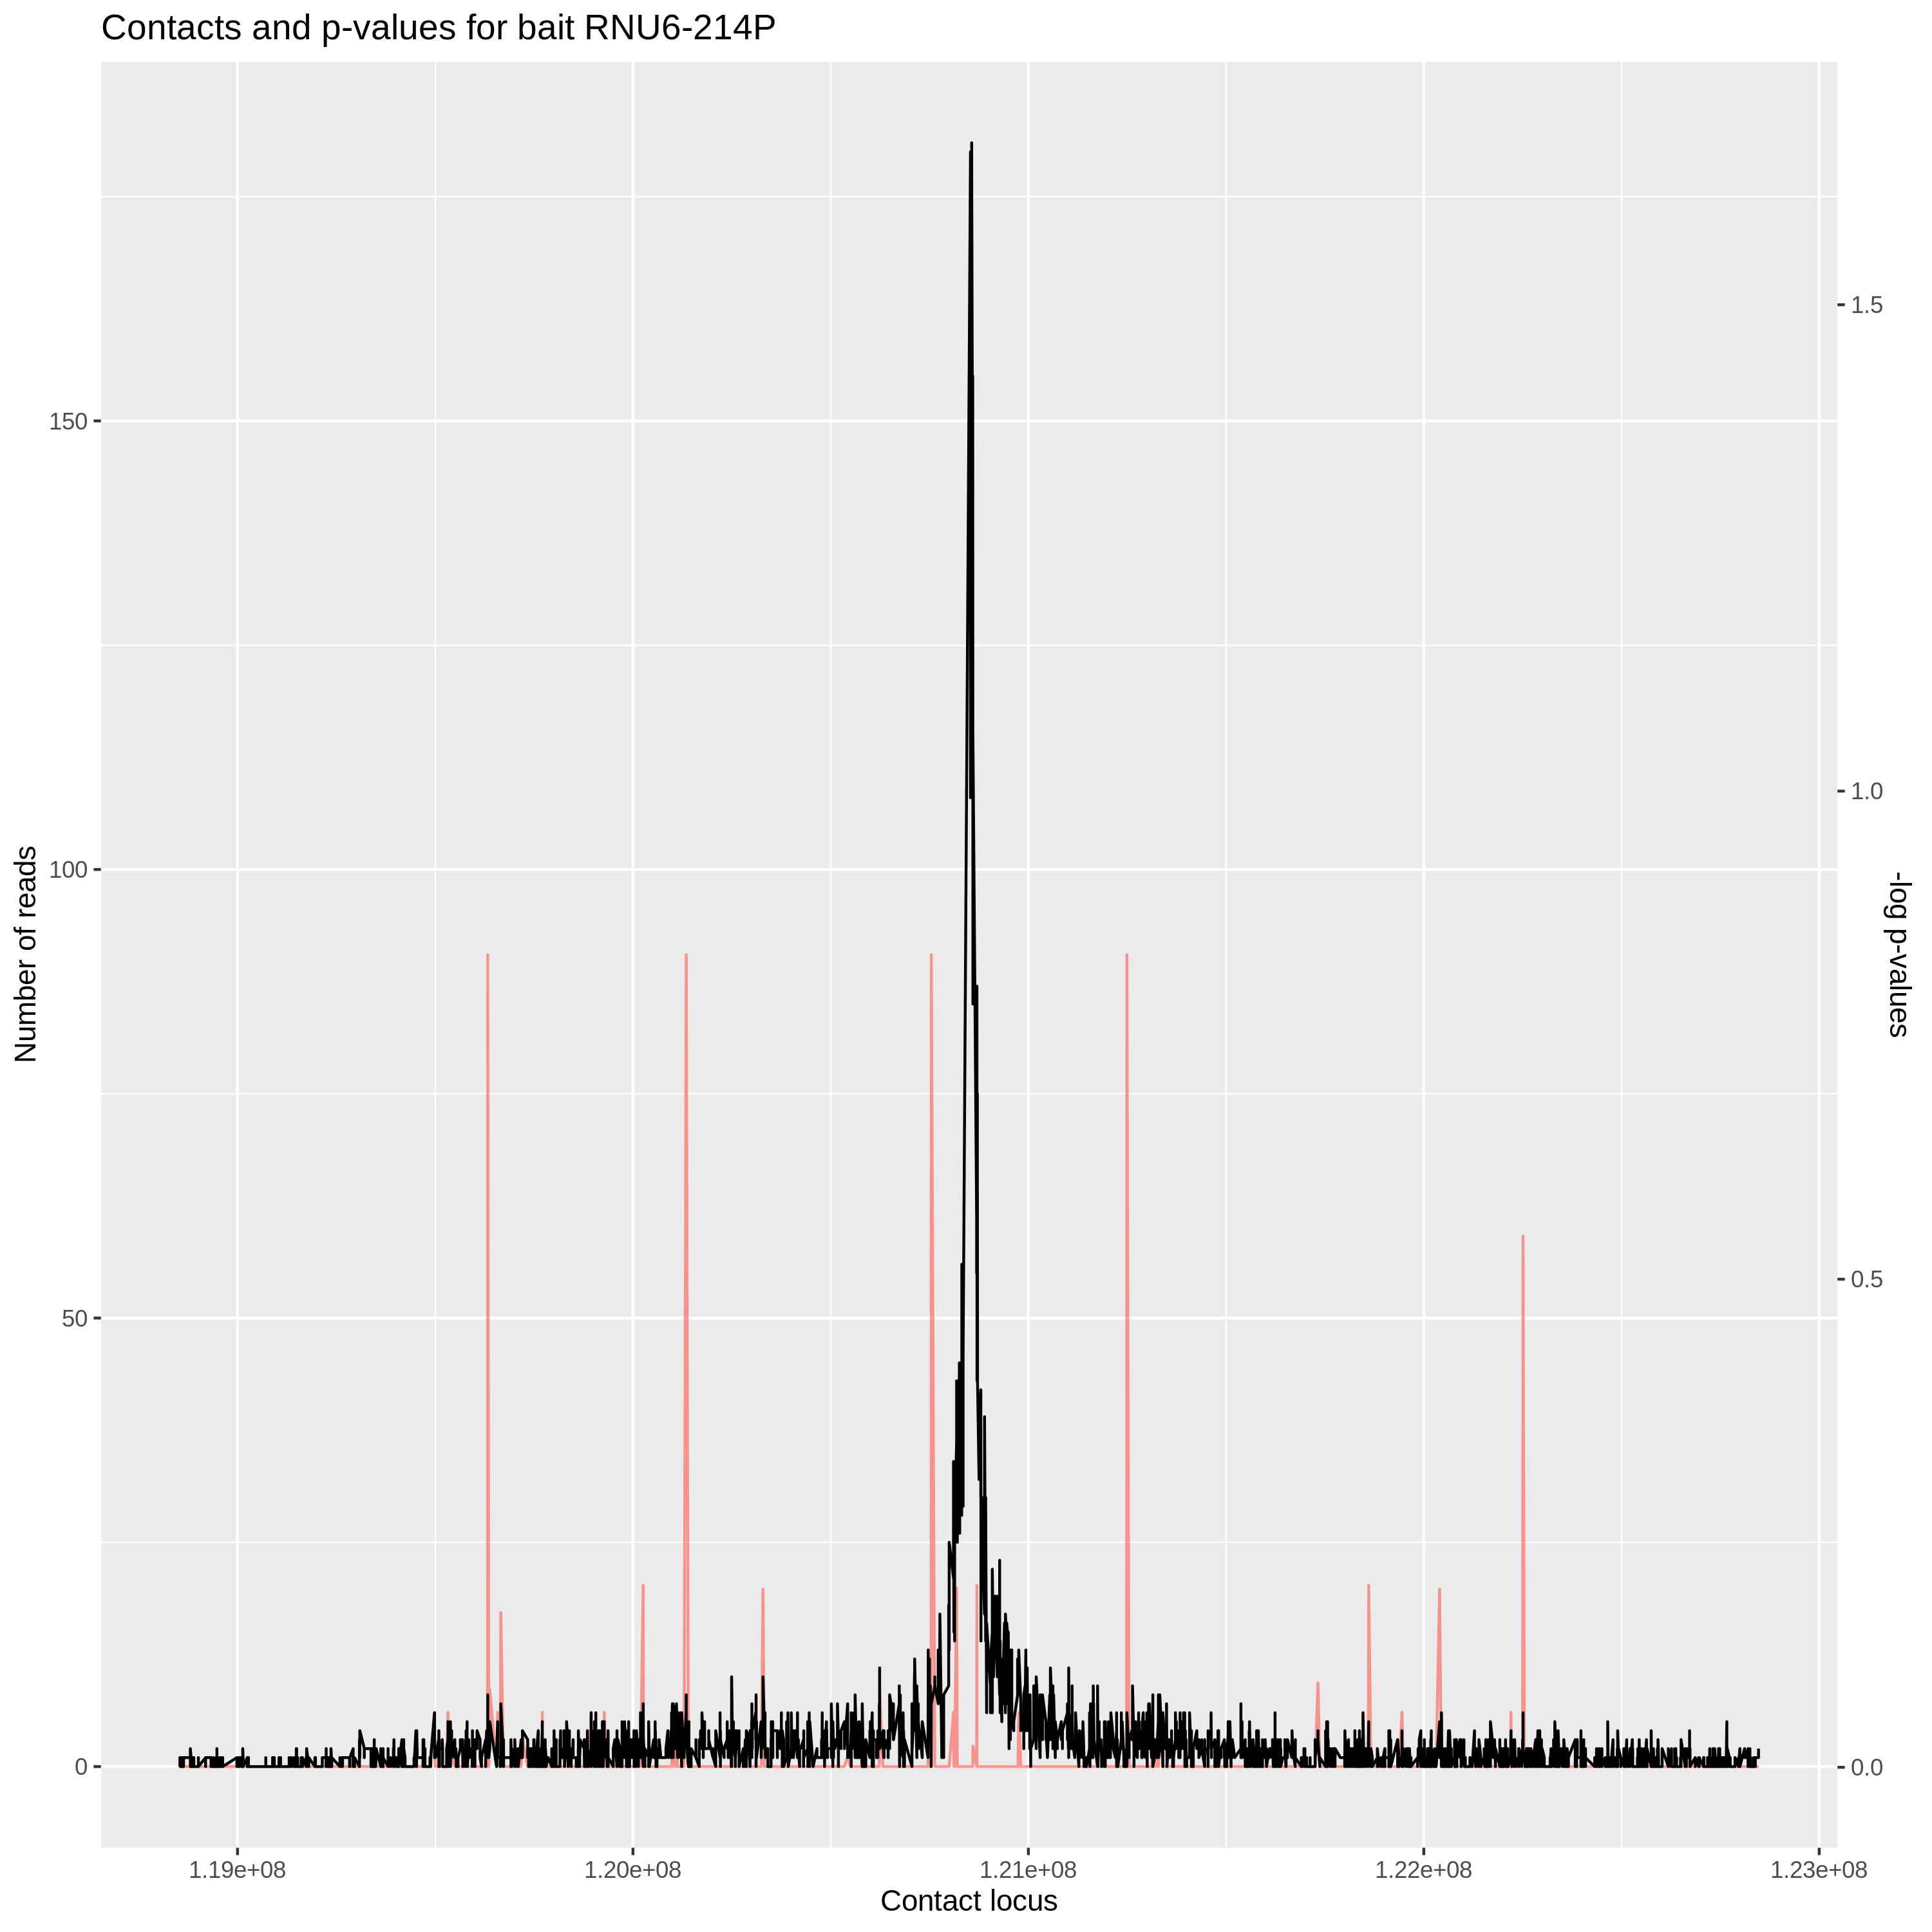 Contacts and p-values for bait RNU6-214P
Number of reads
150
100
50
0
1.5
1.0
0.5
0.0
-log p-values
1.19e+08 1.20e+08 1.21e+08 1.22e+08 1.23e+08
Contact locus